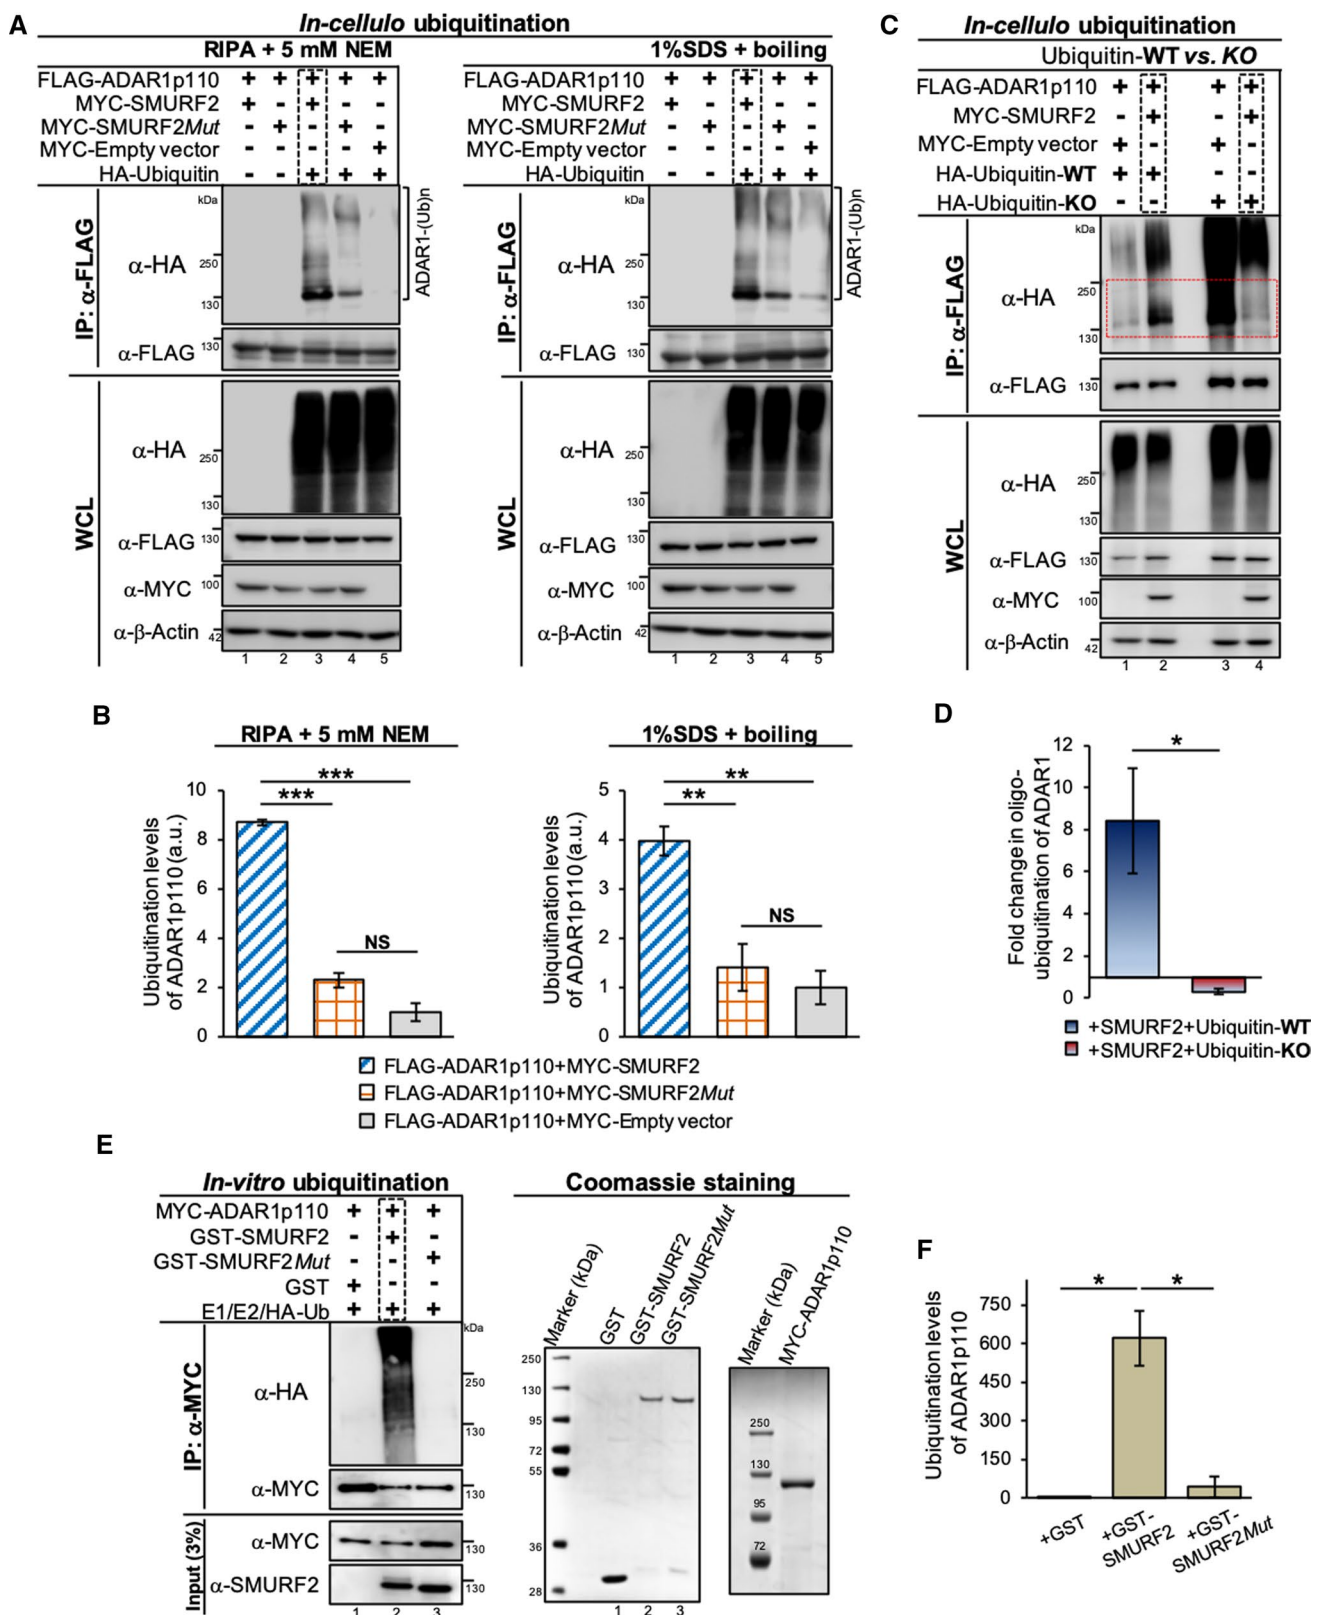 A
In-cellulo ubiquitination
RIPA + 5 mM NEM
FLAG-ADAR1p110 + + + + +
MYC-SMURF2 + - + - -
MYC-SMURF2Mut - + - + -
MYC-Empty vector - - - - +
HA-Ubiquitin - - + + +
IP: α-FLAG
kDa
α-HA
250
130
ADAR1-(Ub)n
α-FLAG 130
WCL
α-HA
250
130
α-FLAG 130
α-MYC 100
α-β-Actin 42
1 2 3 4 5
1%SDS + boiling
FLAG-ADAR1p110 + + + + +
MYC-SMURF2 + - + - -
MYC-SMURF2Mut - + - + -
MYC-Empty vector - - - - +
HA-Ubiquitin - - + + +
IP: α-FLAG
kDa
α-HA
250
130
ADAR1-(Ub)n
α-FLAG 130
WCL
α-HA
250
130
α-FLAG 130
α-MYC 100
α-β-Actin 42
1 2 3 4 5
C
In-cellulo ubiquitination
Ubiquitin-WT vs. KO
FLAG-ADAR1p110 + + + +
MYC-SMURF2 - + - +
MYC-Empty vector + - + -
HA-Ubiquitin-WT + + - -
HA-Ubiquitin-KO - - + +
IP: α-FLAG
kDa
α-HA
250
130
α-FLAG 130
WCL
α-HA
250
130
α-FLAG 130
α-MYC 100
α-β-Actin 42
1 2 3 4
B
RIPA + 5 mM NEM
Ubiquitination levels
of ADAR1p110 (a.u.)
10
8
6
4
2
0
***
***
NS
1%SDS + boiling
Ubiquitination levels
of ADAR1p110 (a.u.)
5
4
3
2
1
0
**
**
NS
FLAG-ADAR1p110+MYC-SMURF2
FLAG-ADAR1p110+MYC-SMURF2Mut
FLAG-ADAR1p110+MYC-Empty vector
D
Fold change in oligo-
ubiquitination of ADAR1
12
10
8
6
4
2
0
*
+SMURF2+Ubiquitin-WT
+SMURF2+Ubiquitin-KO
E
In-vitro ubiquitination
MYC-ADAR1p110 + + +
GST-SMURF2 - + -
GST-SMURF2Mut - - +
GST + - -
E1/E2/HA-Ub + + +
IP: α-MYC
kDa
α-HA
250
130
α-MYC 130
Input (3%)
α-MYC 130
α-SMURF2 130
1 2 3
Coomassie staining
Marker (kDa)
GST
GST-SMURF2
GST-SMURF2Mut
250
130
95
72
55
36
28
1 2 3
Marker (kDa)
MYC-ADAR1p110
250
130
95
72
F
Ubiquitination levels
of ADAR1p110
750
600
450
300
150
0
* *
+GST
+GST-
SMURF2
+GST-
SMURF2Mut